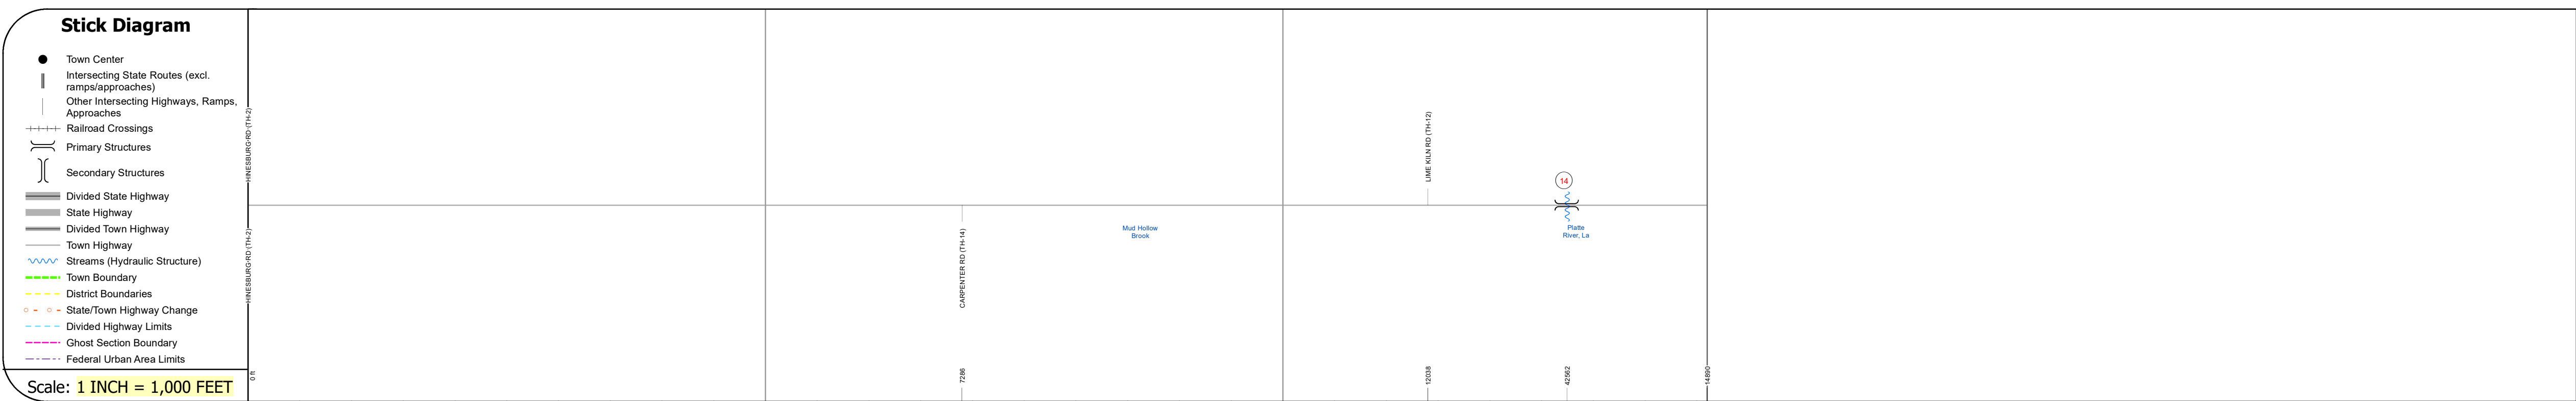 Stick Diagram
Town Center
Intersecting State Routes (excl.
ramps/approaches)
Other Intersecting Highways, Ramps,
Approaches
Railroad Crossings
Primary Structures
Secondary Structures
Divided State Highway
State Highway
Divided Town Highway
Town Highway
Streams (Hydraulic Structure)
Town Boundary
District Boundaries
State/Town Highway Change
Divided Highway Limits
Ghost Section Boundary
Federal Urban Area Limits
Scale: 1 INCH = 1,000 FEET
HINESBURG RD (TH-2)
HINESBURG RD (TH-2)
0 ft
CARPENTER RD (TH-14)
7286
Mud Hollow
Brook
LIME KILN RD (TH-12)
12038
14
Platte
River, La
42562
14890